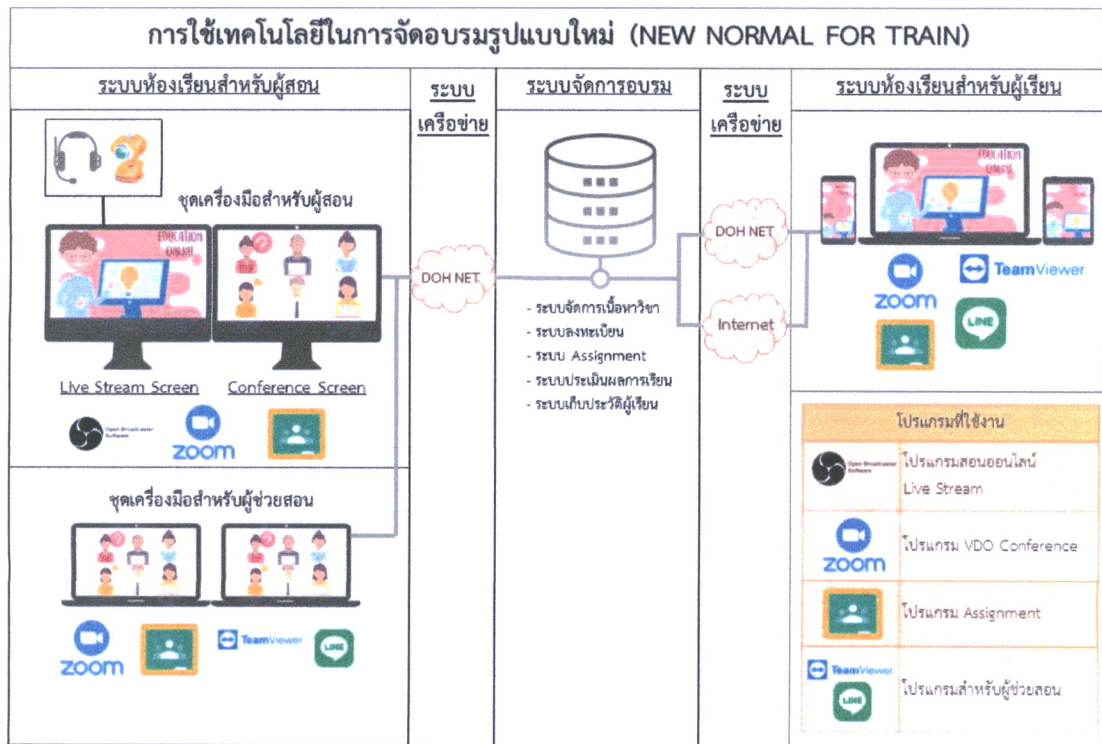 การใช้เทคโนโลยีในการจัดอบรมรูปแบบใหม่ (NEW NORMAL FOR TRAIN)
ระบบห้องเรียนสำหรับผู้สอน
ชุดเครื่องมือสำหรับผู้สอน
EDUCATION
ONLINE
Live Stream Screen
Conference Screen
Open Broadcaster
Software
zoom
ชุดเครื่องมือสำหรับผู้ช่วยสอน
zoom
TeamViewer
LINE
ระบบ
เครือข่าย
DOH NET
ระบบจัดการอบรม
- ระบบจัดการเนื้อหาวิชา
- ระบบลงทะเบียน
- ระบบ Assignment
- ระบบประเมินผลการเรียน
- ระบบเก็บประวัติผู้เรียน
ระบบ
เครือข่าย
DOH NET
Internet
ระบบห้องเรียนสำหรับผู้เรียน
EDUCATION
ONLINE
zoom
TeamViewer
LINE
โปรแกรมที่ใช้งาน
Open Broadcaster
Software
โปรแกรมสอนออนไลน์
Live Stream
zoom
โปรแกรม VDO Conference
โปรแกรม Assignment
TeamViewer
LINE
โปรแกรมสำหรับผู้ช่วยสอน